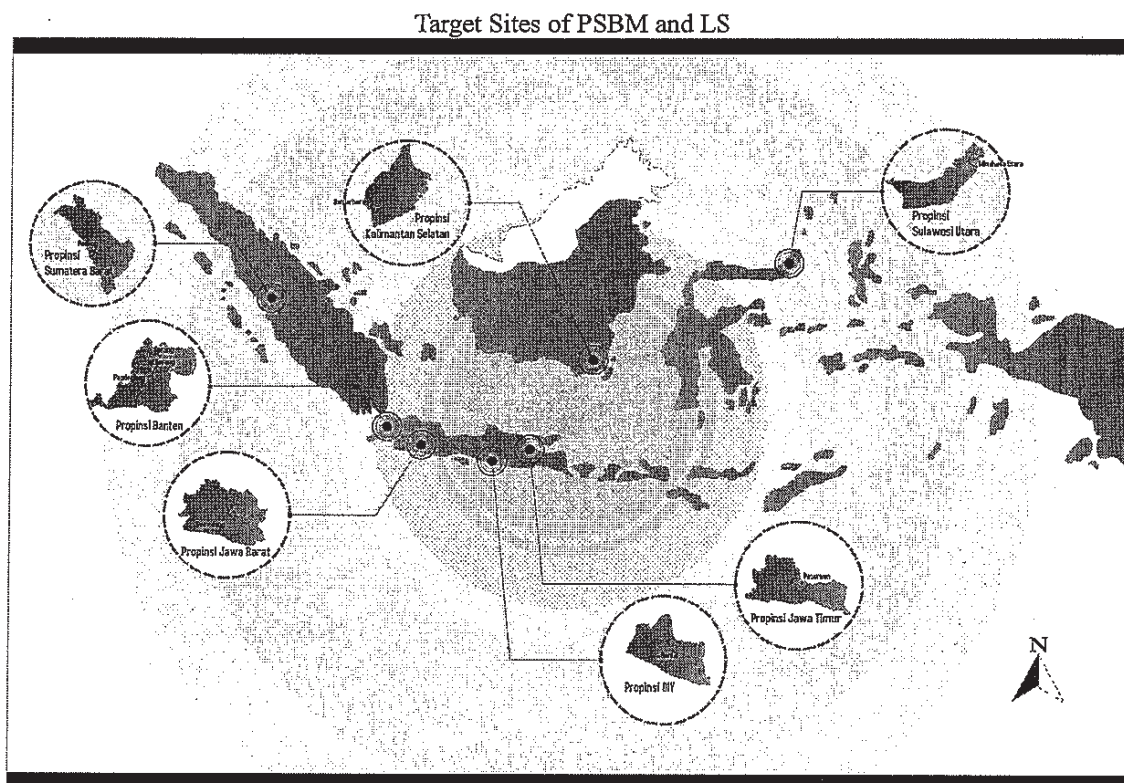 Target Sites of PSBM and LS
Propinsi
Sumatera Barat
Propinsi
Kalimantan Selatan
Propinsi
Sulawesi Utara
Propinsi Banten
Propinsi Jawa Barat
Propinsi Jawa Timur
Propinsi DIY
N